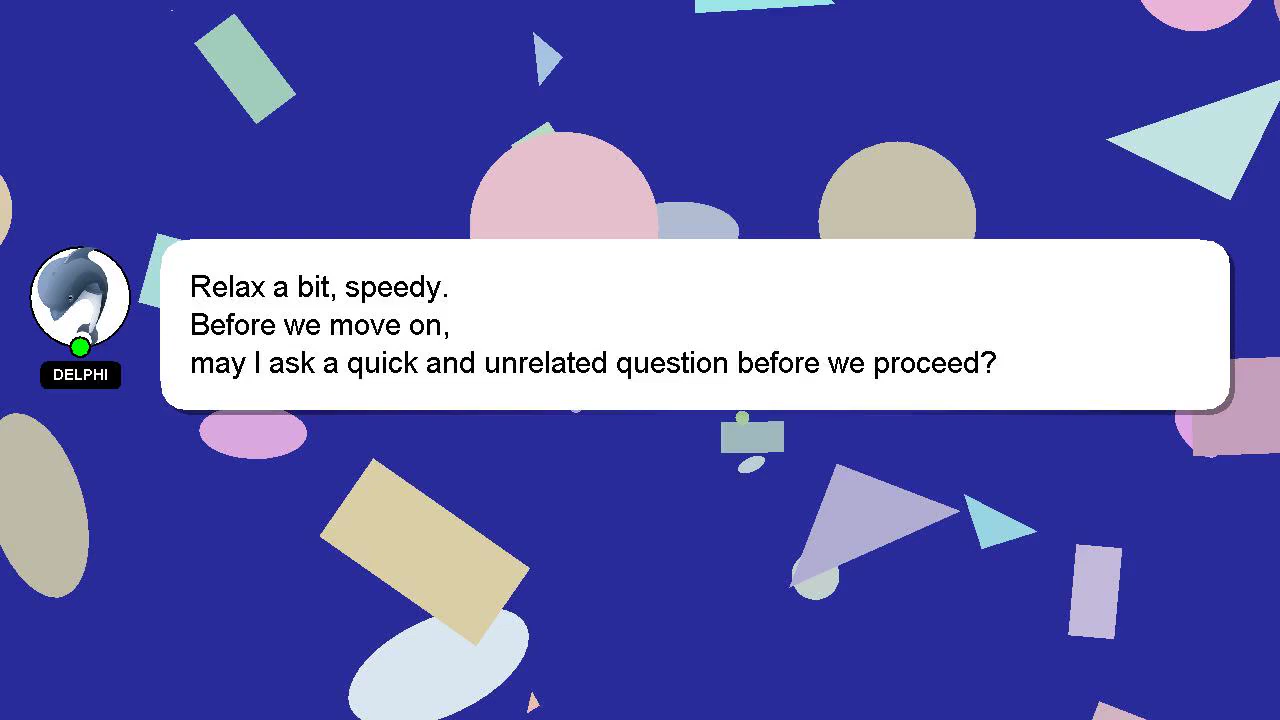 Relax a bit, speedy.
Before we move on,
may I ask a quick and unrelated question before we proceed?
DELPHI